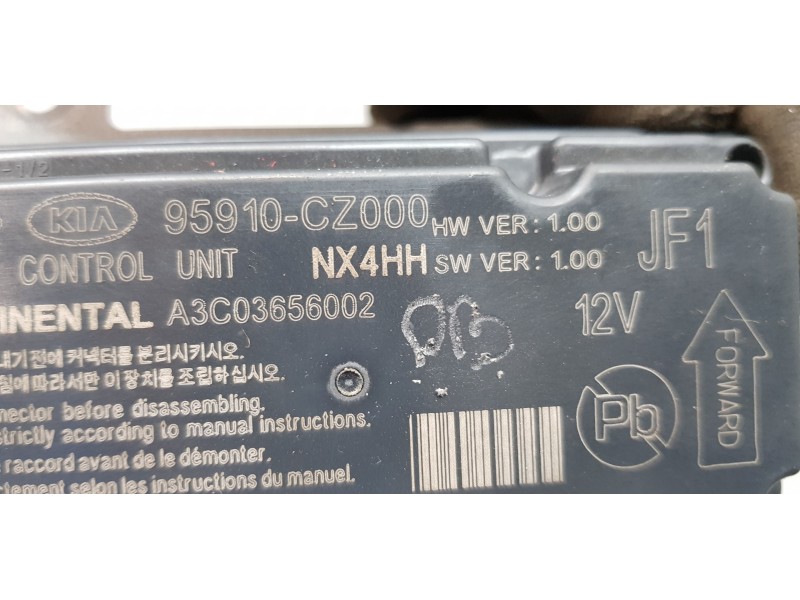 -1/2
KIA 95910-CZ000 HW VER: 1.00 JF1
CONTROL UNIT NX4HH SW VER: 1.00
INENTAL A3C03656002 12V
내기 전에 커넥터를 분리시키시오.
침에 따라서만 이 장치를 조립하십시오.
nector before disassembling.
strictly according to manual instructions.
raccord avant de le démonter.
ctement selon les instructions du manuel.
Pb
FORWARD